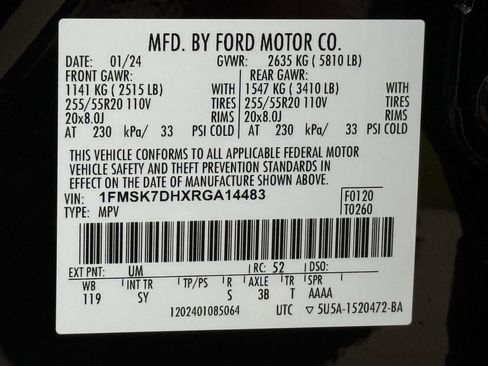 MFD. BY FORD MOTOR CO.
DATE: 01/24 GVWR: 2635 KG ( 5810 LB)
FRONT GAWR: REAR GAWR:
1141 KG ( 2515 LB) WITH 1547 KG ( 3410 LB) WITH
255/55R20 110V TIRES 255/55R20 110V TIRES
20x8.0J RIMS 20x8.0J RIMS
AT 230 kPa/ 33 PSI COLD AT 230 kPa/ 33 PSI COLD
THIS VEHICLE CONFORMS TO ALL APPLICABLE FEDERAL MOTOR
VEHICLE SAFETY AND THEFT PREVENTION STANDARDS IN
EFFECT ON THE DATE OF MANUFACTURE SHOWN ABOVE.
VIN: 1FMSK7DHXRGA14483 F0120
TYPE: MPV T0260
EXT PNT: UM RC: 52 DSO:
WB INT TR TP/PS R AXLE TR SPR
119 SY S 3B T AAAA
1202401085064 UTC ▽ 5U5A-1520472-BA